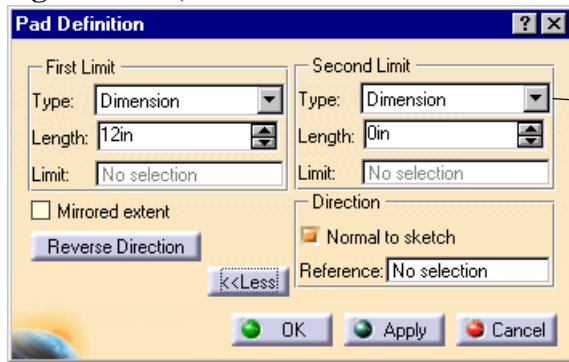 Pad Definition
First Limit
Type: Dimension
Length: 12in
Limit: No selection
Mirrored extent
Reverse Direction
<<Less
Second Limit
Type: Dimension
Length: 0in
Limit: No selection
Direction
Normal to sketch
Reference: No selection
OK Apply Cancel